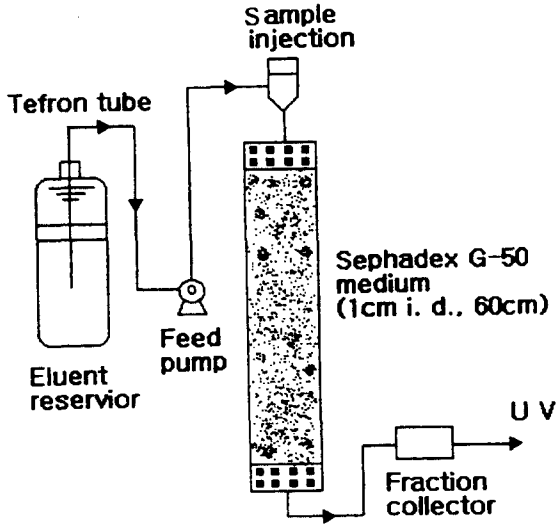 Sample
injection
Tefron tube
Sephadex G-50
medium
(1cm i. d., 60cm)
Feed
pump
Eluent
reservior
U V
Fraction
collector